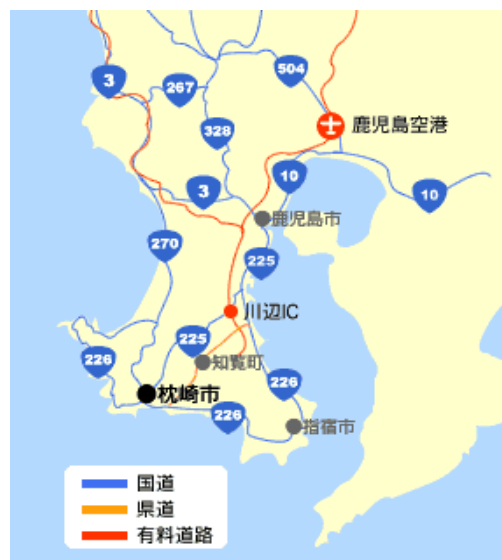 3
267
504
328
鹿児島空港
3
10
10
鹿児島市
270
225
川辺IC
225
知覧町
226
226
枕崎市
226
指宿市
国道
県道
有料道路